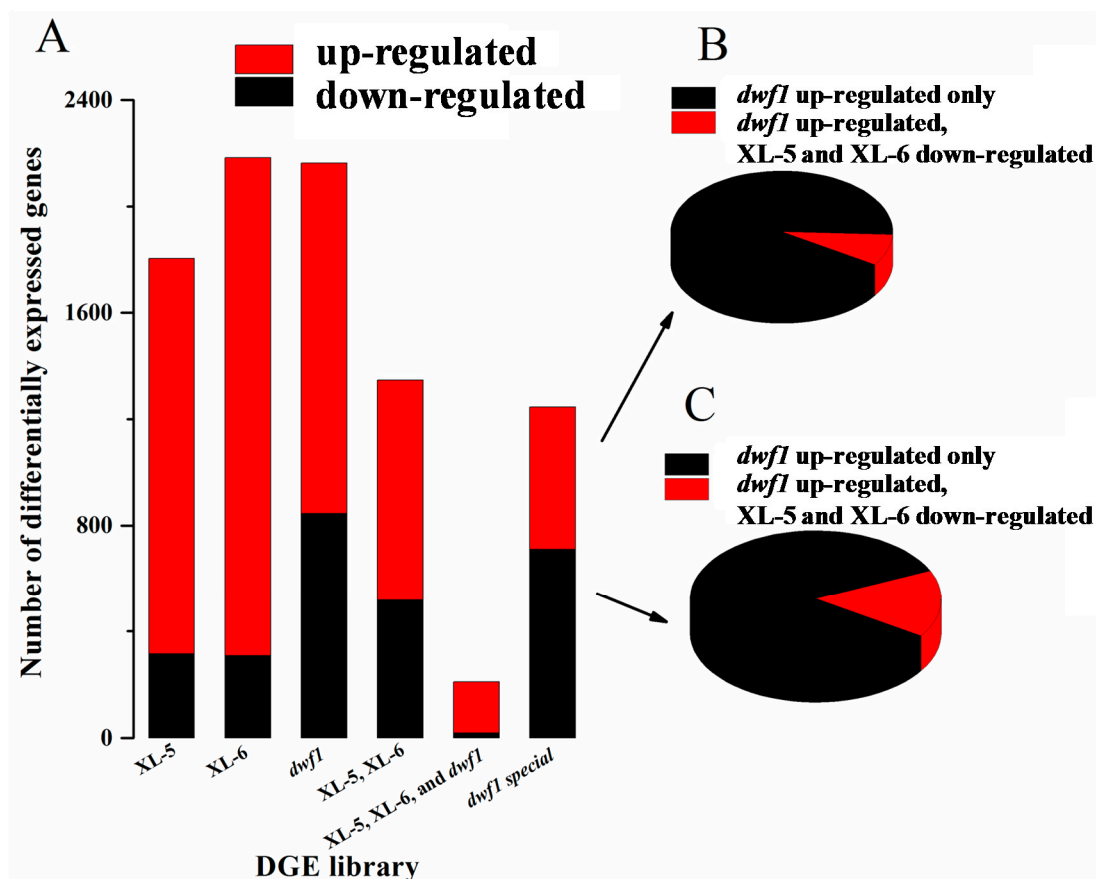 A
up-regulated
down-regulated
Number of differentially expressed genes
2400
1600
800
0
XL-5
XL-6
dwf1
XL-5, XL-6
XL-5, XL-6, and dwf1
dwf1 special
DGE library
B
dwf1 up-regulated only
dwf1 up-regulated,
XL-5 and XL-6 down-regulated
C
dwf1 up-regulated only
dwf1 up-regulated,
XL-5 and XL-6 down-regulated